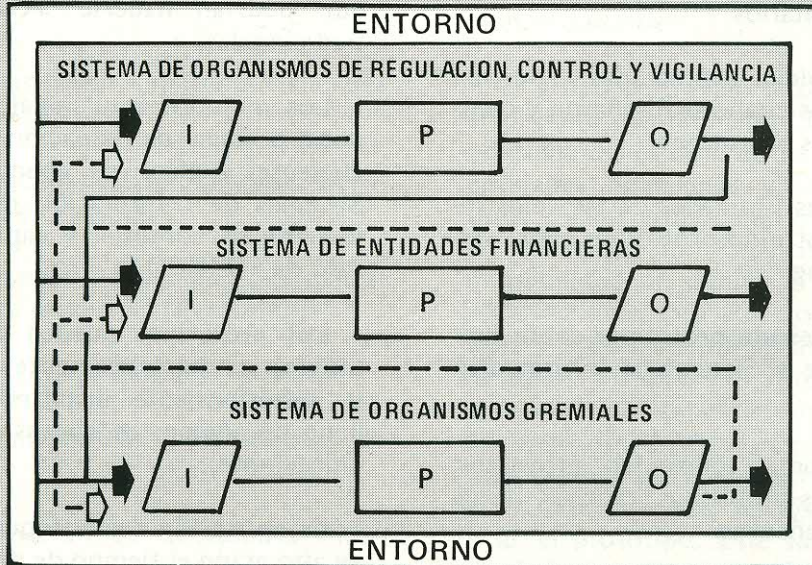 ENTORNO
SISTEMA DE ORGANISMOS DE REGULACION, CONTROL Y VIGILANCIA
I P O
SISTEMA DE ENTIDADES FINANCIERAS
I P O
SISTEMA DE ORGANISMOS GREMIALES
I P O
ENTORNO